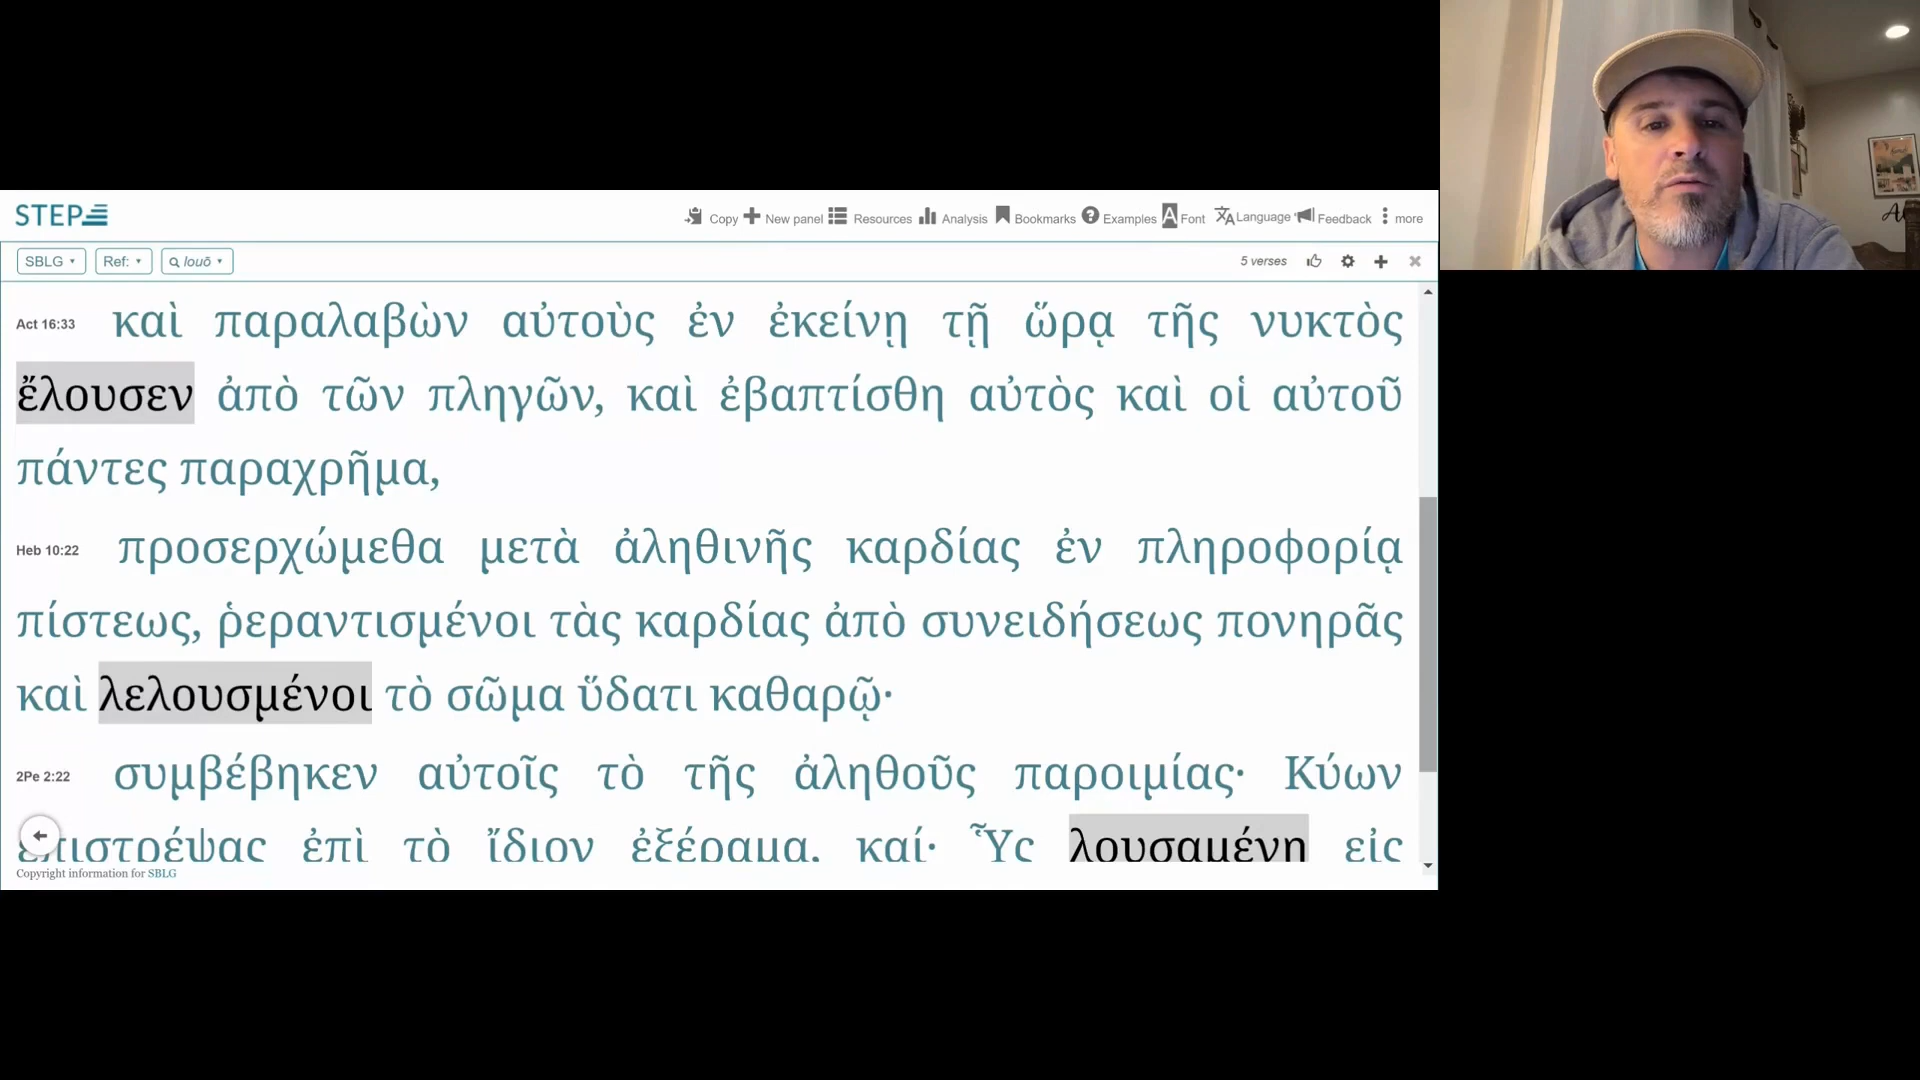 STEP
Copy New panel Resources Analysis Bookmarks Examples A Font Language Feedback more
SBLG Ref: louō 5 verses
Act 16:33 καὶ παραλαβὼν αὐτοὺς ἐν ἐκείνῃ τῇ ὥρᾳ τῆς νυκτὸς
ἔλουσεν ἀπὸ τῶν πληγῶν, καὶ ἐβαπτίσθη αὐτὸς καὶ οἱ αὐτοῦ
πάντες παραχρῆμα,
Heb 10:22 προσερχώμεθα μετὰ ἀληθινῆς καρδίας ἐν πληροφορίᾳ
πίστεως, ῥεραντισμένοι τὰς καρδίας ἀπὸ συνειδήσεως πονηρᾶς
καὶ λελουσμένοι τὸ σῶμα ὕδατι καθαρῷ·
2Pe 2:22 συμβέβηκεν αὐτοῖς τὸ τῆς ἀληθοῦς παροιμίας· Κύων
ἐπιστρέψας ἐπὶ τὸ ἴδιον ἐξέραμα, καί· Ὗς λουσαμένη εἰς
Copyright information for SBLG